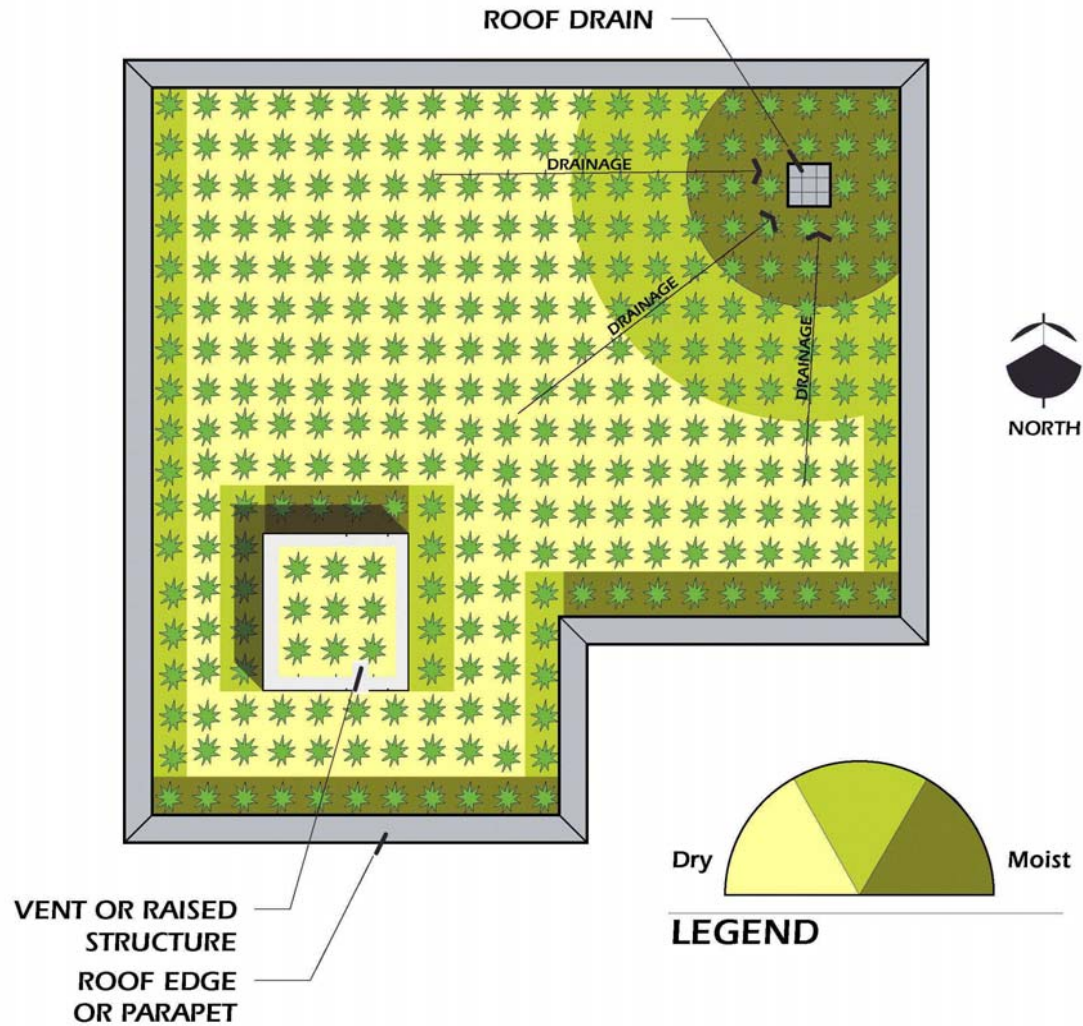 ROOF DRAIN
DRAINAGE
DRAINAGE
DRAINAGE
NORTH
Dry
Moist
LEGEND
VENT OR RAISED
STRUCTURE
ROOF EDGE
OR PARAPET